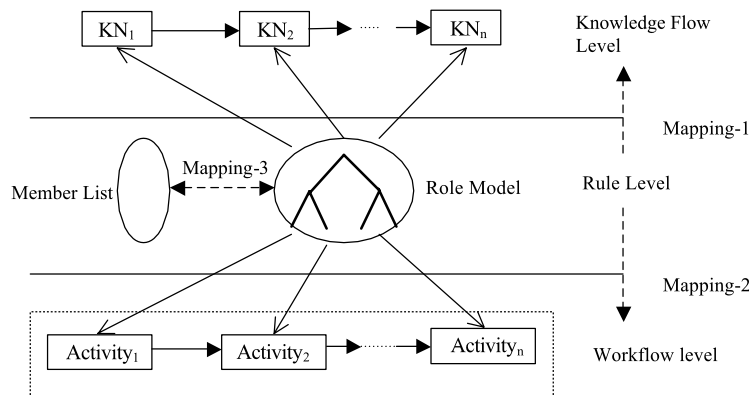 KN₁
KN₂
KNₙ
Knowledge Flow
Level
Mapping-1
Mapping-3
Member List
Role Model
Rule Level
Mapping-2
Activity₁
Activity₂
Activityₙ
Workflow level